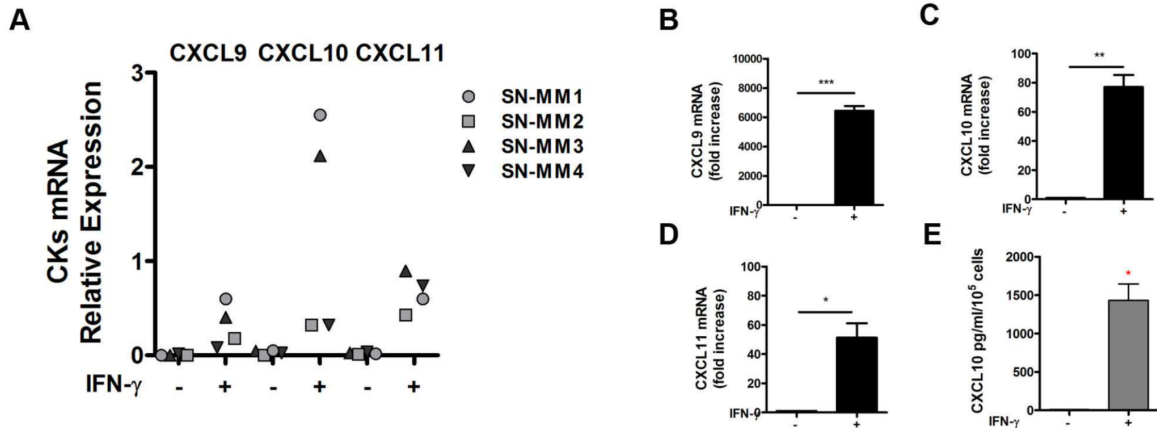 A
CXCL9 CXCL10 CXCL11
CKs mRNA
Relative Expression
3
2
1
0
IFN-γ - + - + - +
SN-MM1
SN-MM2
SN-MM3
SN-MM4
B
CXCL9 mRNA
(fold increase)
10000
8000
6000
4000
2000
0
***
IFN-γ - +
C
CXCL10 mRNA
(fold increase)
100
80
60
40
20
0
**
IFN-γ - +
D
CXCL11 mRNA
(fold increase)
100
80
60
40
20
0
*
IFN-γ - +
E
CXCL10 pg/ml/10⁵ cells
2000
1500
1000
500
0
*
IFN-γ - +